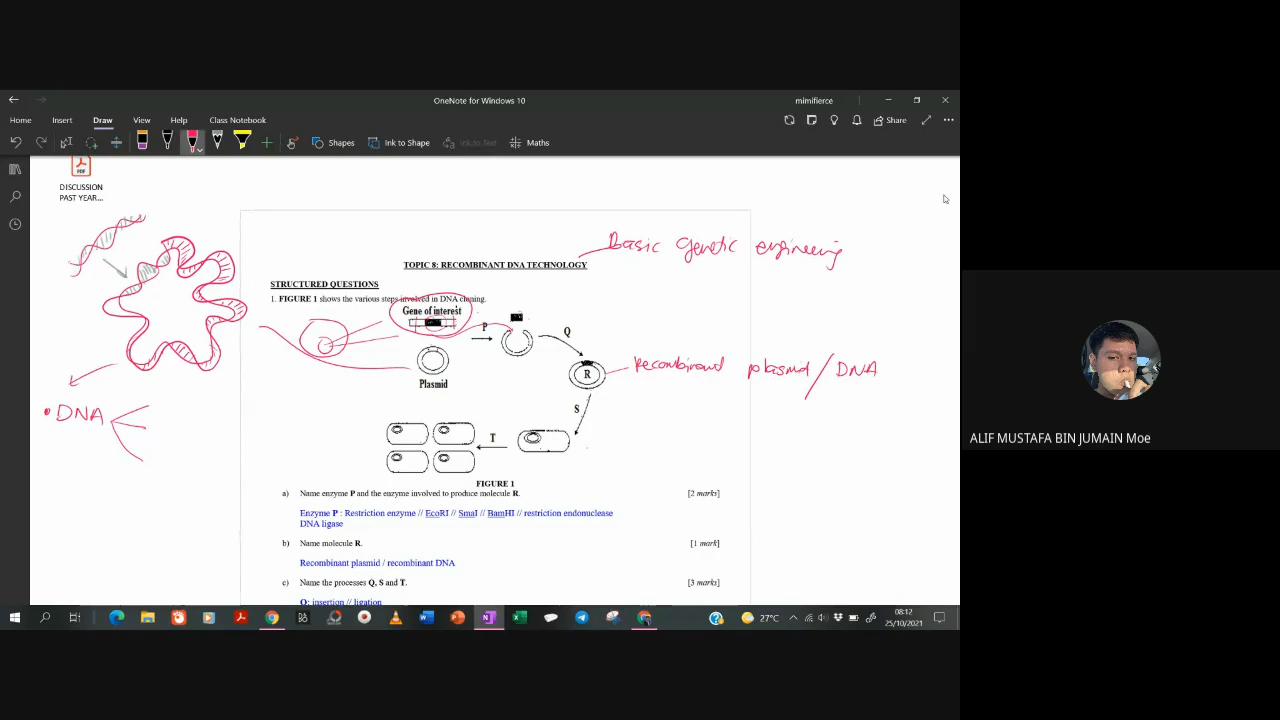 OneNote for Windows 10
mimifierce
Home Insert Draw View Help Class Notebook
Share
Shapes Ink to Shape Ink to Text Maths
PDF
DISCUSSION
PAST YEAR...
Basic genetic engineering
TOPIC 8: RECOMBINANT DNA TECHNOLOGY
STRUCTURED QUESTIONS
1. FIGURE 1 shows the various steps involved in DNA cloning.
Gene of interest
P
Q
R
recombinand plasmid / DNA
Plasmid
S
• DNA
T
FIGURE 1
a) Name enzyme P and the enzyme involved to produce molecule R. [2 marks]
Enzyme P : Restriction enzyme // EcoRI // SmaI // BamHI // restriction endonuclease
DNA ligase
b) Name molecule R. [1 mark]
Recombinant plasmid / recombinant DNA
c) Name the processes Q, S and T. [3 marks]
Q: insertion // ligation
ALIF MUSTAFA BIN JUMAIN Moe
27°C
08:12
25/10/2021